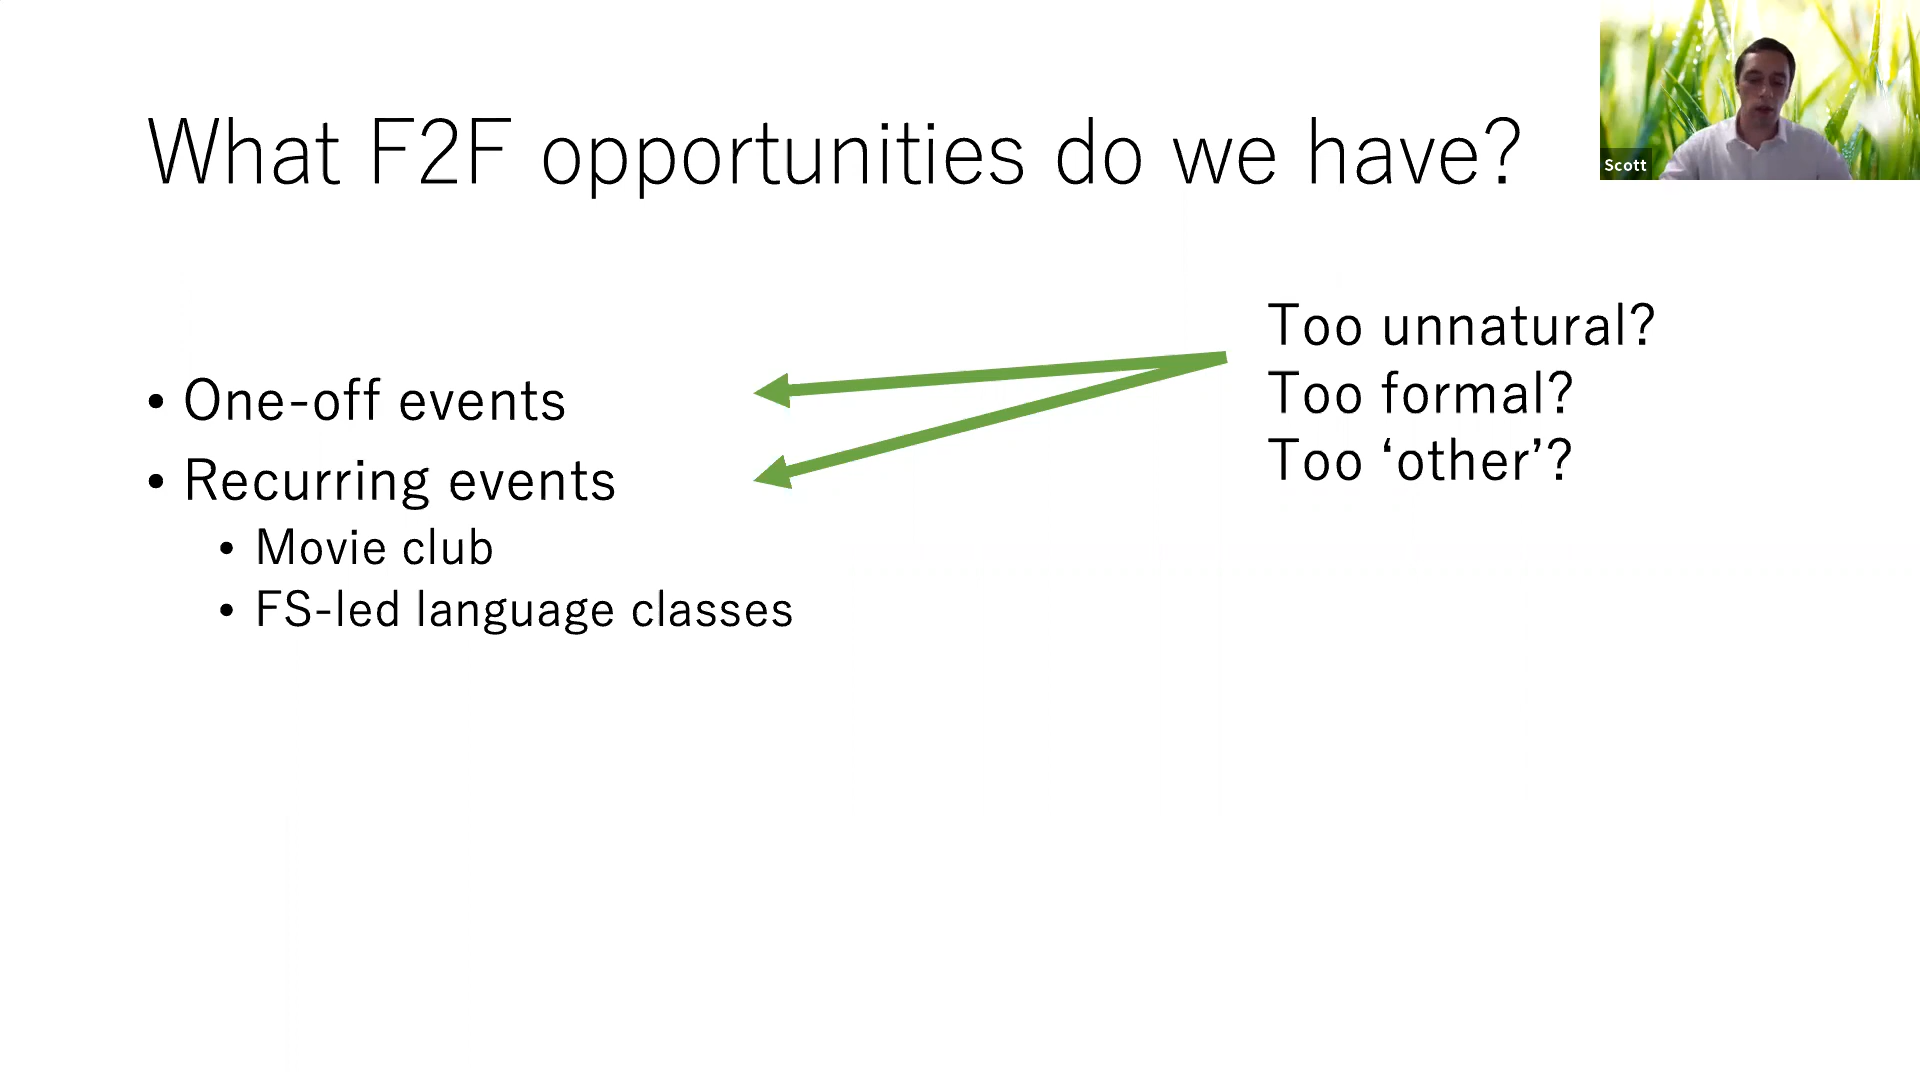 What F2F opportunities do we have?
Scott
• One-off events
• Recurring events
• Movie club
• FS-led language classes
Too unnatural?
Too formal?
Too ‘other’?